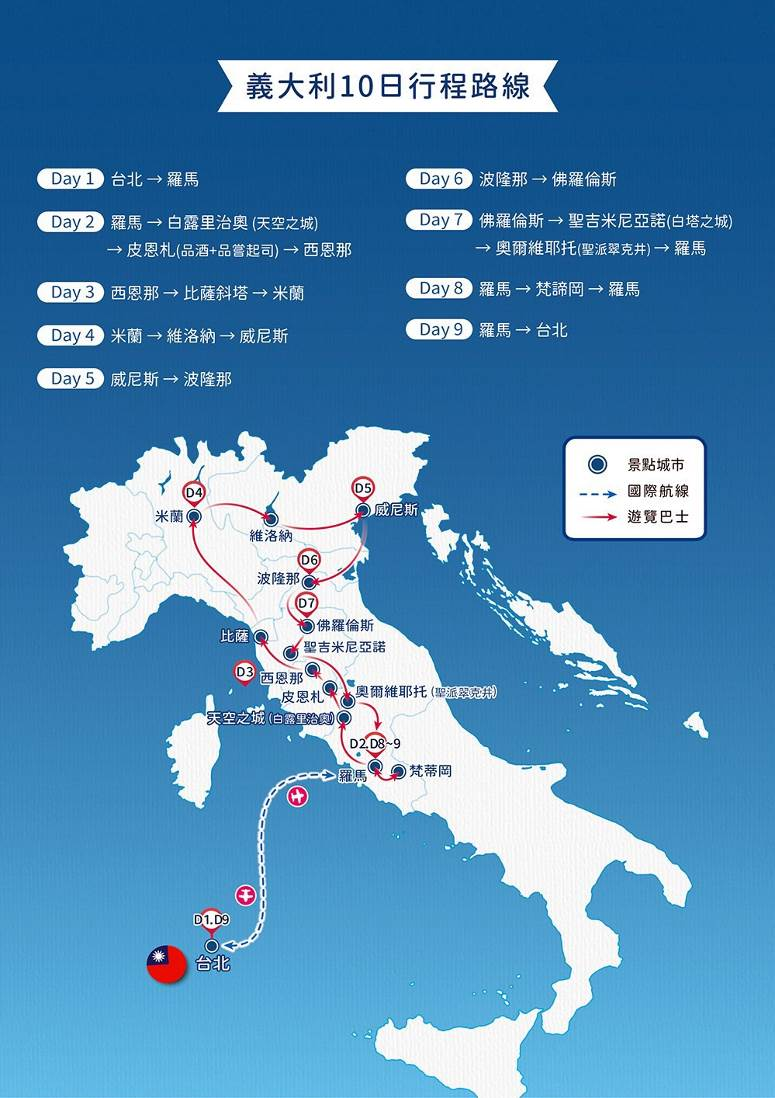 義大利10日行程路線
Day 1 台北 → 羅馬
Day 2 羅馬 → 白露里治奧 (天空之城)
→ 皮恩札(品酒+品嘗起司) → 西恩那
Day 3 西恩那 → 比薩斜塔 → 米蘭
Day 4 米蘭 → 維洛納 → 威尼斯
Day 5 威尼斯 → 波隆那
Day 6 波隆那 → 佛羅倫斯
Day 7 佛羅倫斯 → 聖吉米尼亞諾(白塔之城)
→ 奧爾維耶托(聖派翠克井) → 羅馬
Day 8 羅馬 → 梵諦岡 → 羅馬
Day 9 羅馬 → 台北
景點城市
國際航線
遊覽巴士
D4
米蘭
維洛納
D5
威尼斯
D6
波隆那
D7
佛羅倫斯
比薩
聖吉米尼亞諾
D3
西恩那
皮恩札
奧爾維耶托 (聖派翠克井)
天空之城 (白露里治奧)
D2.D8~9
羅馬
梵蒂岡
D1.D9
台北